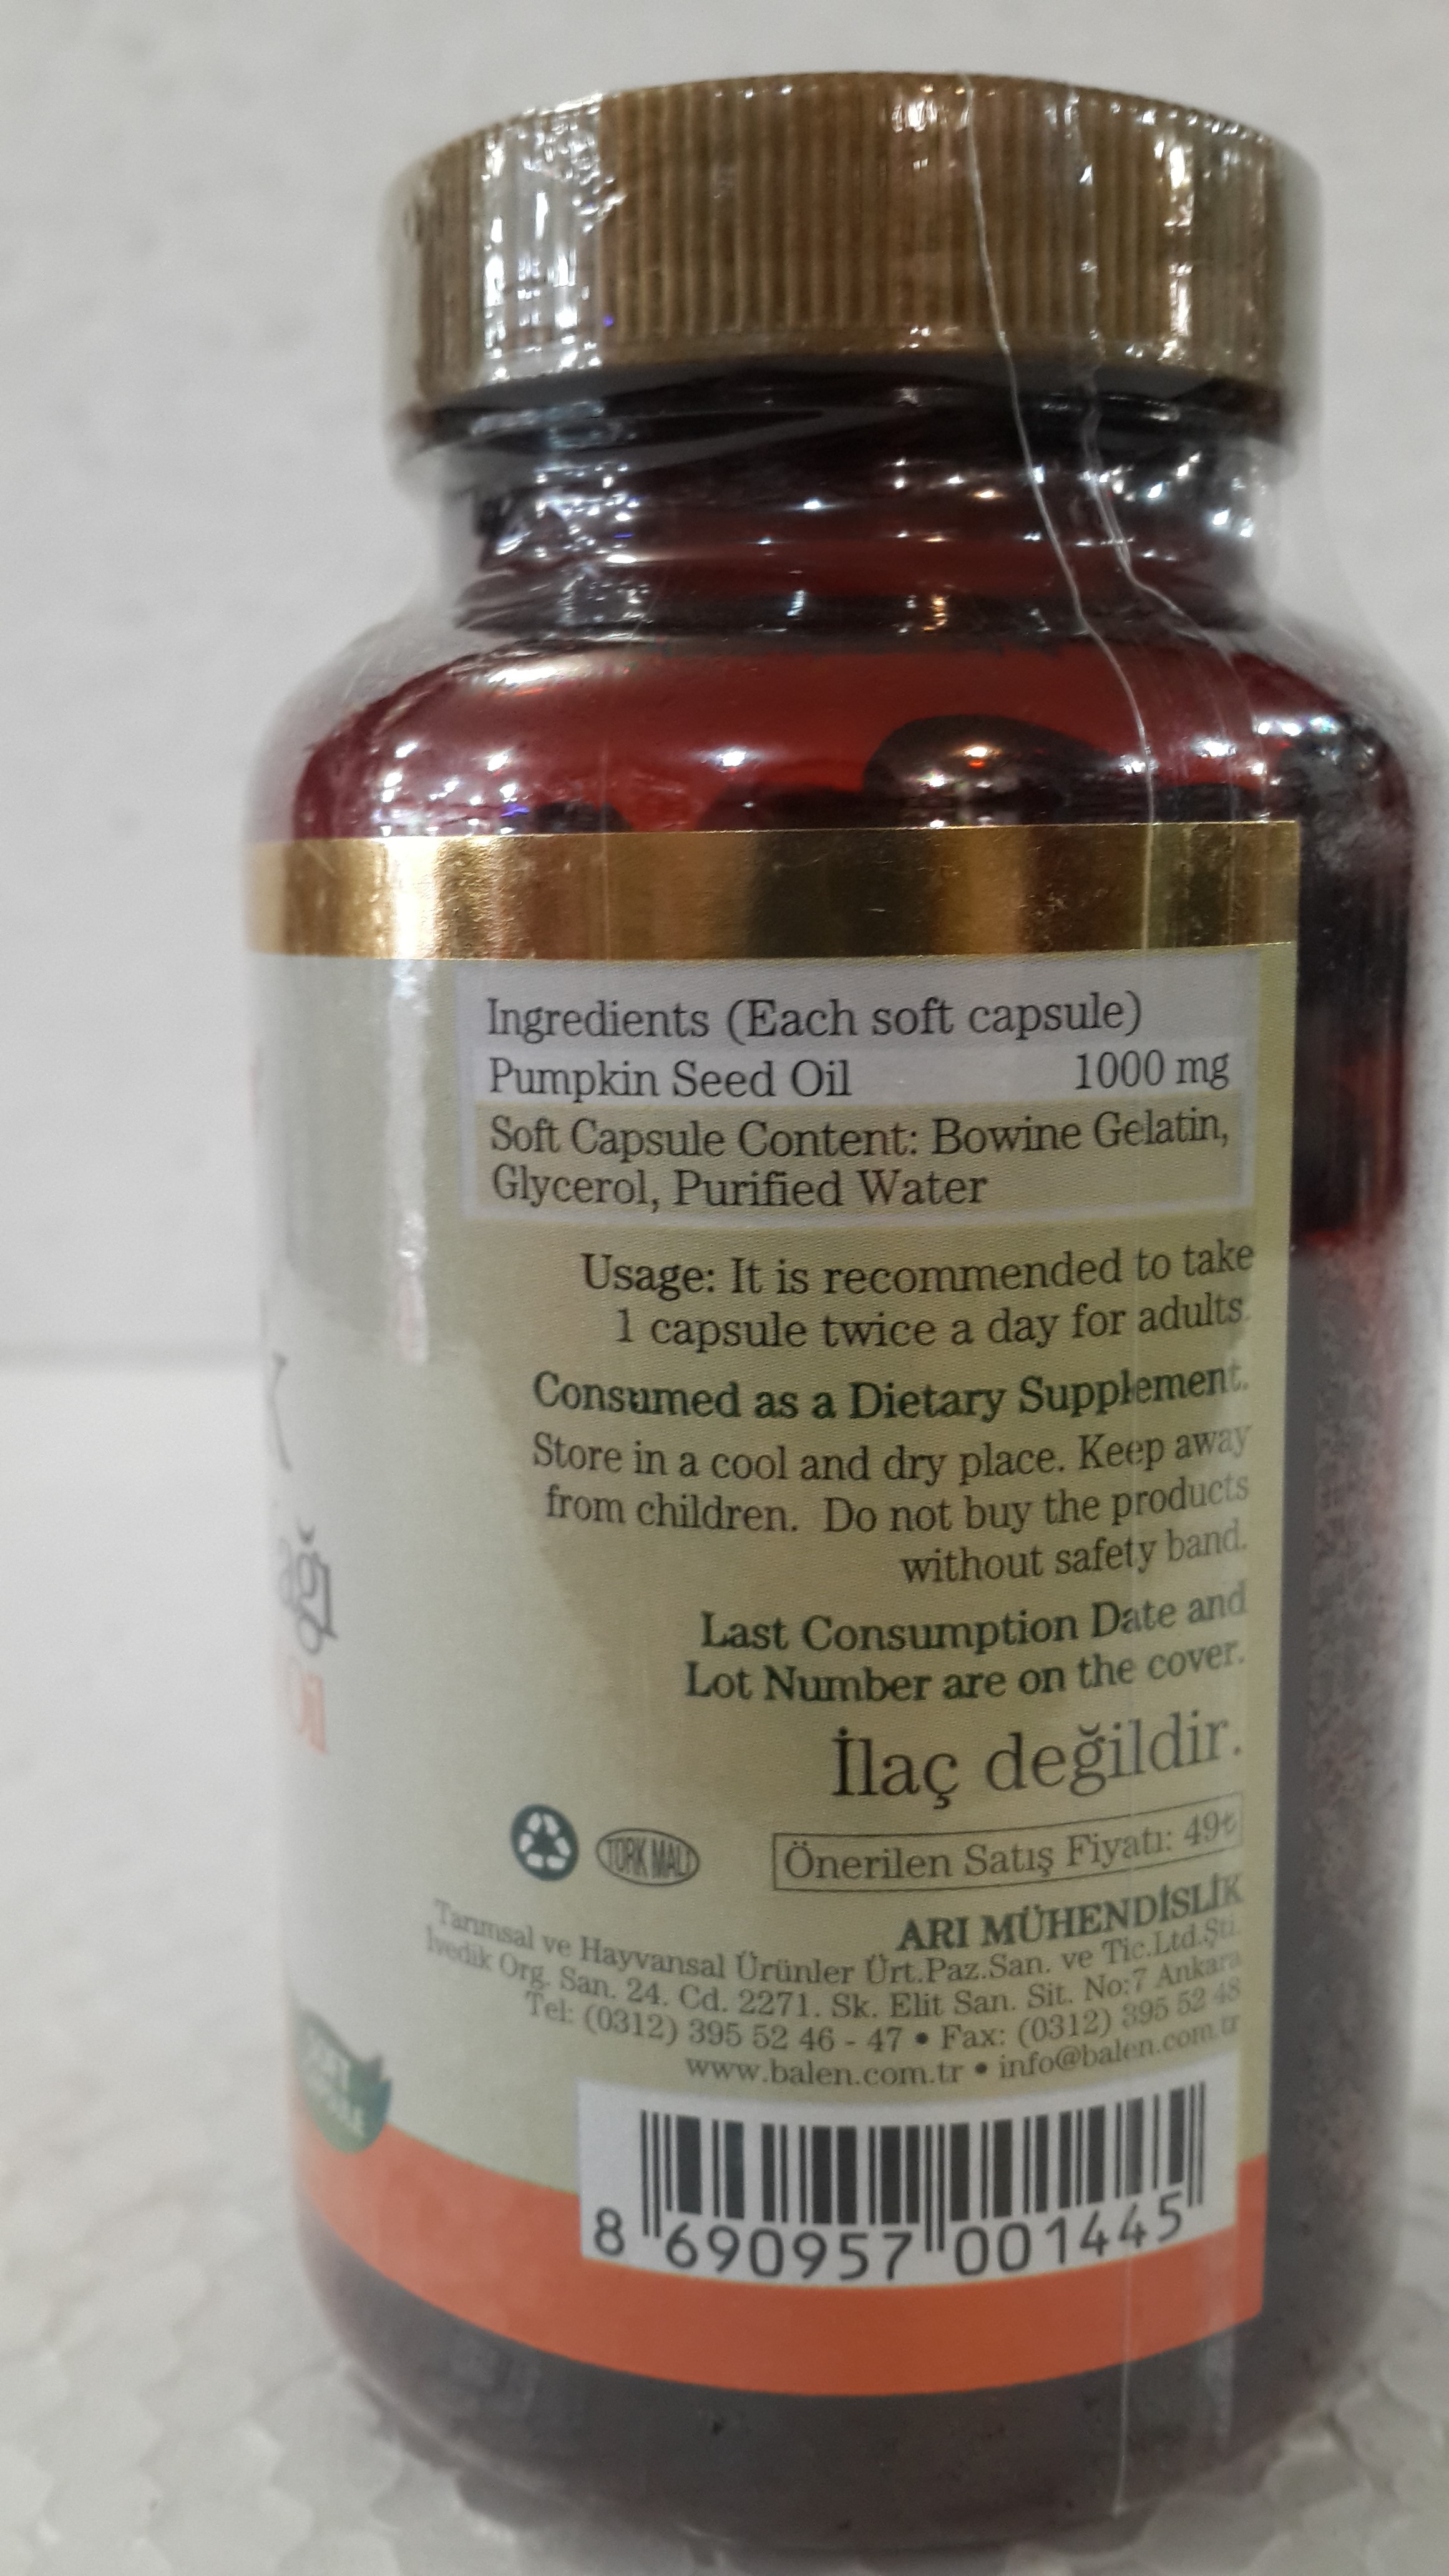 Ingredients (Each soft capsule)
Pumpkin Seed Oil 1000 mg
Soft Capsule Content: Bowine Gelatin,
Glycerol, Purified Water
Usage: It is recommended to take
1 capsule twice a day for adults.
Consumed as a Dietary Supplement.
Store in a cool and dry place. Keep away
from children. Do not buy the products
without safety band.
Last Consumption Date and
Lot Number are on the cover.
İlaç değildir.
TÜRK MALI
Önerilen Satış Fiyatı: 49₺
ARI MÜHENDİSLİK
Tarımsal ve Hayvansal Ürünler Ürt.Paz.San. ve Tic.Ltd.Şti.
İvedik Org. San. 24. Cd. 2271. Sk. Elit San. Sit. No:7 Ankara
Tel: (0312) 395 52 46 - 47 • Fax: (0312) 395 52 48
www.balen.com.tr • info@balen.com.tr
8 690957 001445
Oil